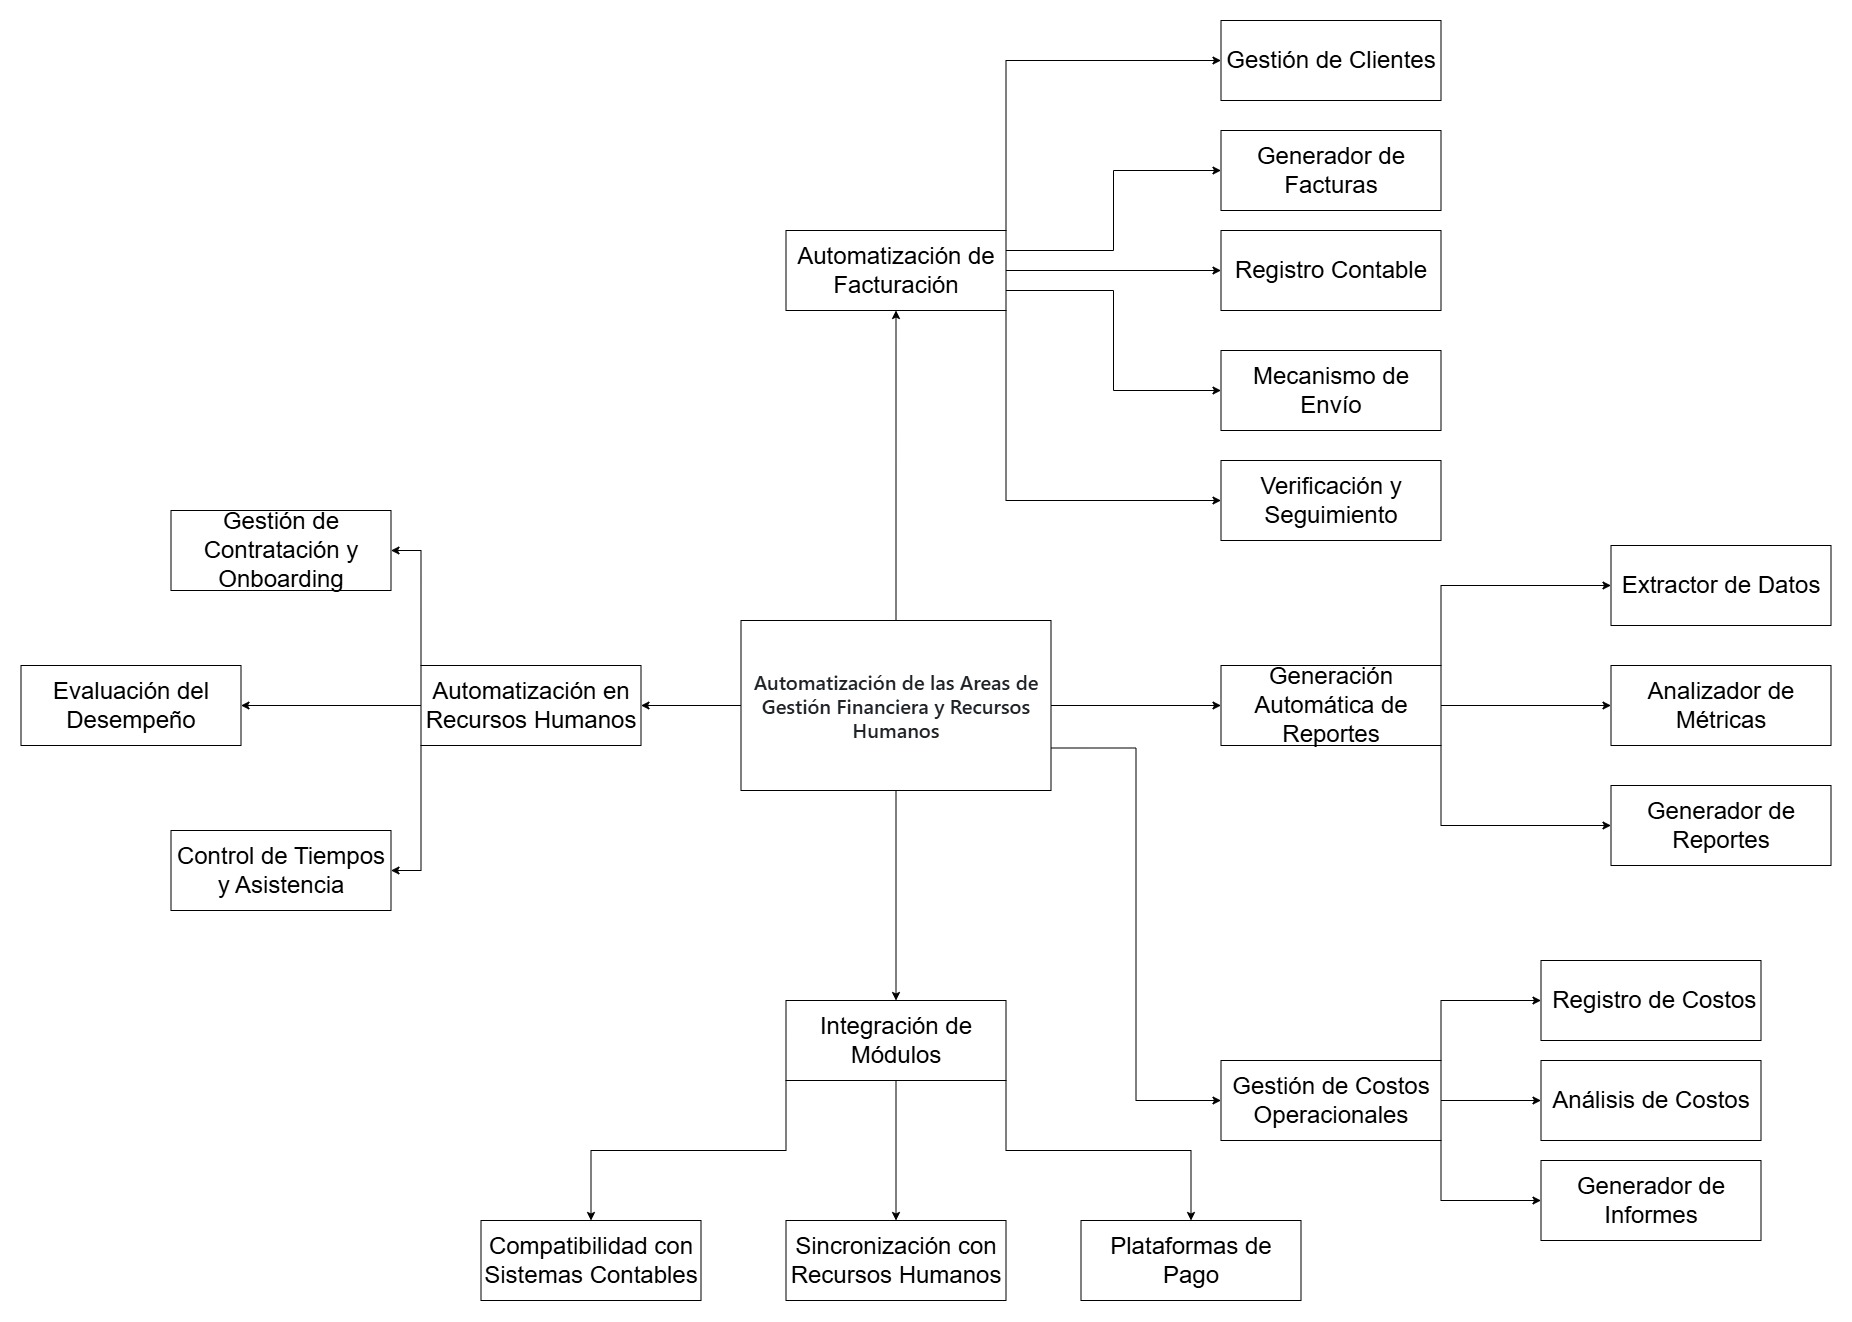 Gestión de Clientes
Generador de
Facturas
Automatización de
Facturación
Registro Contable
Mecanismo de
Envío
Verificación y
Seguimiento
Gestión de
Contratación y
Onboarding
Evaluación del
Desempeño
Automatización en
Recursos Humanos
Control de Tiempos
y Asistencia
Automatización de las Areas de
Gestión Financiera y Recursos
Humanos
Generación
Automática de
Reportes
Extractor de Datos
Analizador de
Métricas
Generador de
Reportes
Integración de
Módulos
Compatibilidad con
Sistemas Contables
Sincronización con
Recursos Humanos
Plataformas de
Pago
Gestión de Costos
Operacionales
Registro de Costos
Análisis de Costos
Generador de
Informes